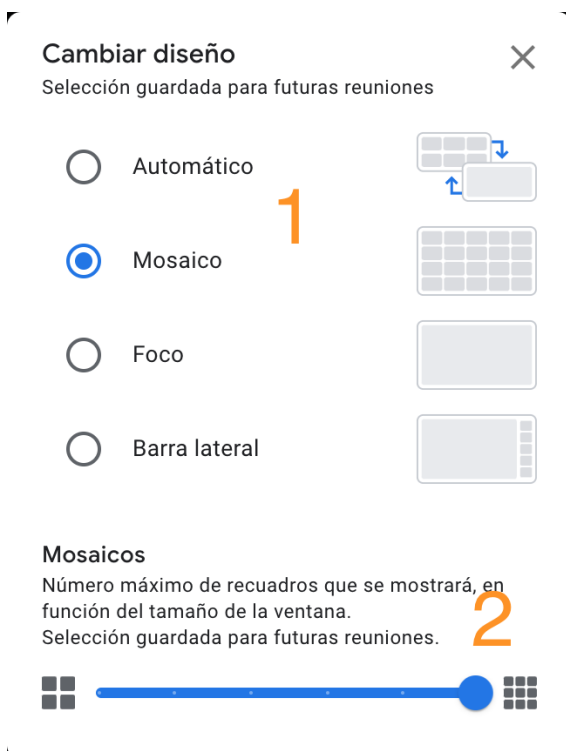 Cambiar diseño
Selección guardada para futuras reuniones
Automático
1
Mosaico
Foco
Barra lateral
Mosaicos
Número máximo de recuadros que se mostrará, en
función del tamaño de la ventana.
2
Selección guardada para futuras reuniones.